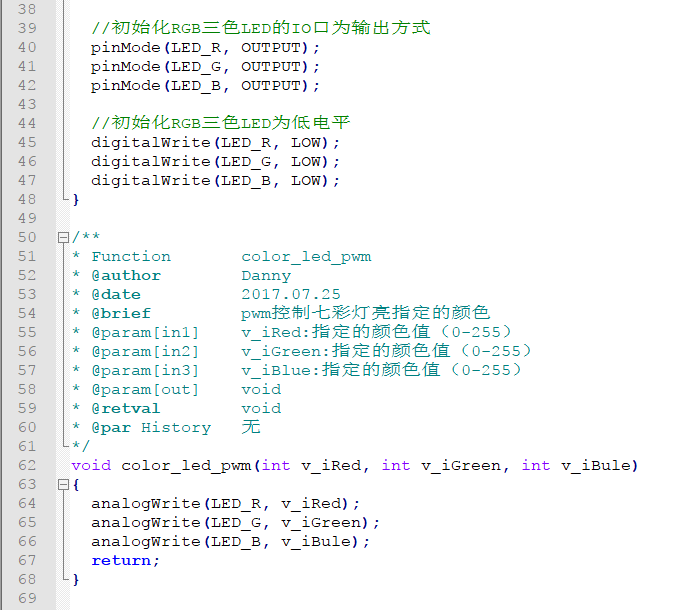 38
39 //初始化RGB三色LED的IO口为输出方式
40 pinMode(LED_R, OUTPUT);
41 pinMode(LED_G, OUTPUT);
42 pinMode(LED_B, OUTPUT);
43
44 //初始化RGB三色LED为低电平
45 digitalWrite(LED_R, LOW);
46 digitalWrite(LED_G, LOW);
47 digitalWrite(LED_B, LOW);
48 }
49
50 /**
51 * Function color_led_pwm
52 * @author Danny
53 * @date 2017.07.25
54 * @brief pwm控制七彩灯亮指定的颜色
55 * @param[in1] v_iRed:指定的颜色值（0-255）
56 * @param[in2] v_iGreen:指定的颜色值（0-255）
57 * @param[in3] v_iBlue:指定的颜色值（0-255）
58 * @param[out] void
59 * @retval void
60 * @par History 无
61 */
62 void color_led_pwm(int v_iRed, int v_iGreen, int v_iBule)
63 {
64 analogWrite(LED_R, v_iRed);
65 analogWrite(LED_G, v_iGreen);
66 analogWrite(LED_B, v_iBule);
67 return;
68 }
69